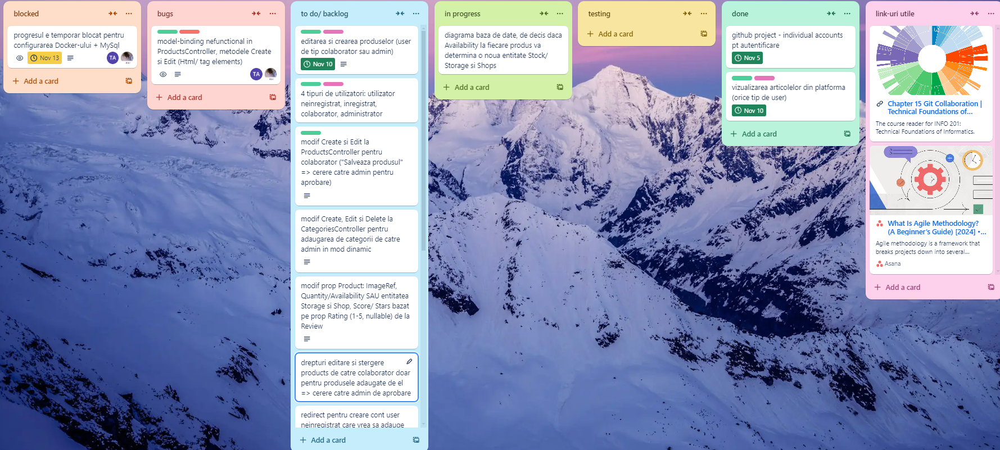 blocked
progresul e temporar blocat pentru
configurarea Docker-ului + MySql
Nov 13
TA
Add a card
bugs
model-binding nefunctional in
ProductsController, metodele Create
si Edit (Html/ tag elements)
TA
Add a card
to do/ backlog
editarea si crearea produselor (user
de tip colaborator sau admin)
Nov 10
4 tipuri de utilizatori: utilizator
neinregistrat, inregistrat,
colaborator, administrator
modif Create si Edit la
ProductsController pentru
colaborator ("Salveaza produsul"
=> cerere catre admin pentru
aprobare)
modif Create, Edit si Delete la
CategoriesController pentru
adaugarea de categorii de catre
admin in mod dinamic
modif prop Product: ImageRef,
Quantity/Availability SAU entitatea
Storage si Shop, Score/ Stars bazat
pe prop Rating (1-5, nullable) de la
Review
drepturi editare si stergere
products de catre colaborator doar
pentru produsele adaugate de el
=> cerere catre admin de aprobare
redirect pentru creare cont user
neinregistrat care vrea sa adauge
Add a card
in progress
diagrama baza de date, de decis daca
Availability la fiecare produs va
determina o noua entitate Stock/
Storage si Shops
Add a card
testing
Add a card
done
github project - individual accounts
pt autentificare
Nov 5
vizualizarea articolelor din platforma
(orice tip de user)
Nov 10
Add a card
link-uri utile
Chapter 15 Git Collaboration |
Technical Foundations of...
The course reader for INFO 201:
Technical Foundations of Informatics.
What Is Agile Methodology?
(A Beginner's Guide) [2024] •...
Agile methodology is a framework that
breaks projects down into several...
Asana
Add a card